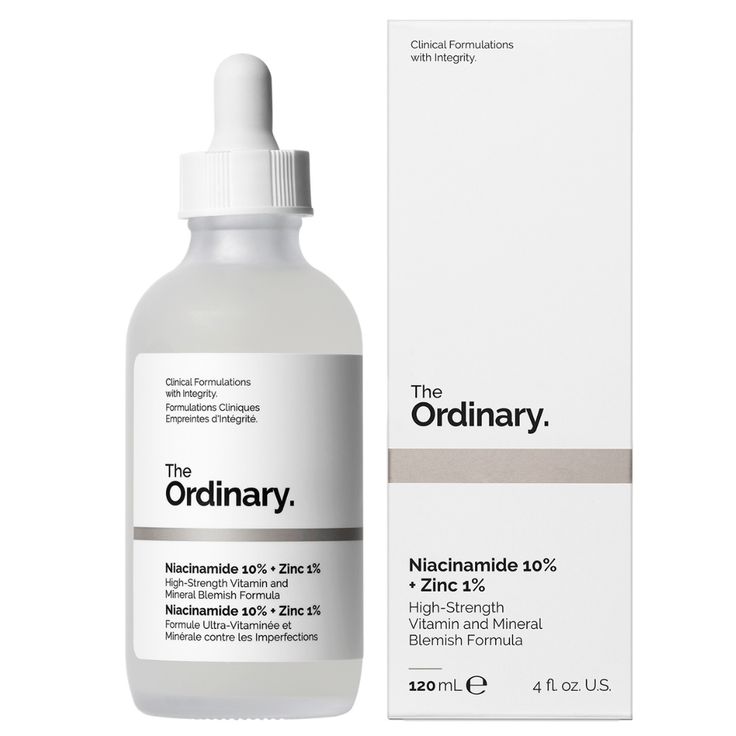 Clinical Formulations
with Integrity.
Formulations Cliniques
Empreintes d'Intégrité.
The
Ordinary.
Niacinamide 10% + Zinc 1%
High-Strength Vitamin and
Mineral Blemish Formula
Niacinamide 10% + Zinc 1%
Formule Ultra-Vitaminée et
Minérale contre les Imperfections
Clinical Formulations
with Integrity.
The
Ordinary.
Niacinamide 10%
+ Zinc 1%
High-Strength
Vitamin and Mineral
Blemish Formula
120 mL ℮ 4 fl. oz. U.S.